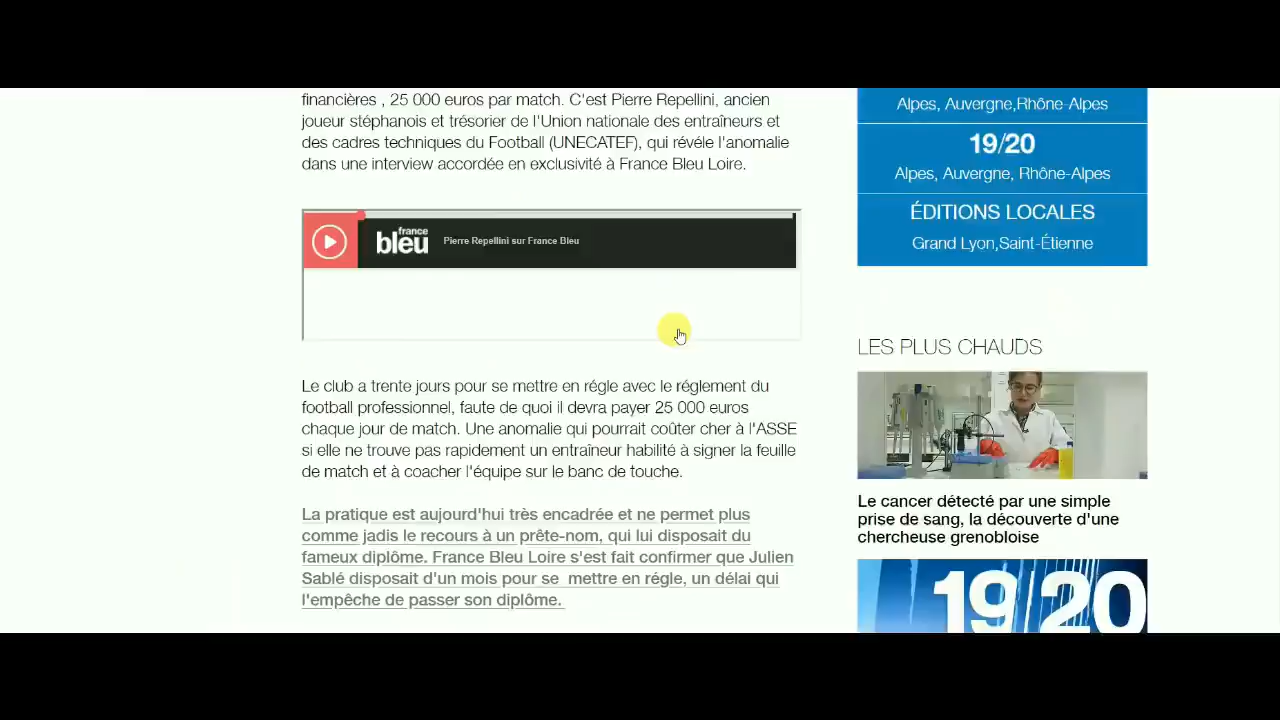 financières , 25 000 euros par match. C'est Pierre Repellini, ancien
joueur stéphanois et trésorier de l'Union nationale des entraîneurs et
des cadres techniques du Football (UNECATEF), qui révéle l'anomalie
dans une interview accordée en exclusivité à France Bleu Loire.
france
bleu
Pierre Repellini sur France Bleu
Le club a trente jours pour se mettre en régle avec le réglement du
football professionnel, faute de quoi il devra payer 25 000 euros
chaque jour de match. Une anomalie qui pourrait coûter cher à l'ASSE
si elle ne trouve pas rapidement un entraîneur habilité à signer la feuille
de match et à coacher l'équipe sur le banc de touche.
La pratique est aujourd'hui très encadrée et ne permet plus
comme jadis le recours à un prête-nom, qui lui disposait du
fameux diplôme. France Bleu Loire s'est fait confirmer que Julien
Sablé disposait d'un mois pour se mettre en régle, un délai qui
l'empêche de passer son diplôme.
Alpes, Auvergne,Rhône-Alpes
19/20
Alpes, Auvergne, Rhône-Alpes
ÉDITIONS LOCALES
Grand Lyon,Saint-Étienne
LES PLUS CHAUDS
Le cancer détecté par une simple
prise de sang, la découverte d'une
chercheuse grenobloise
19/20